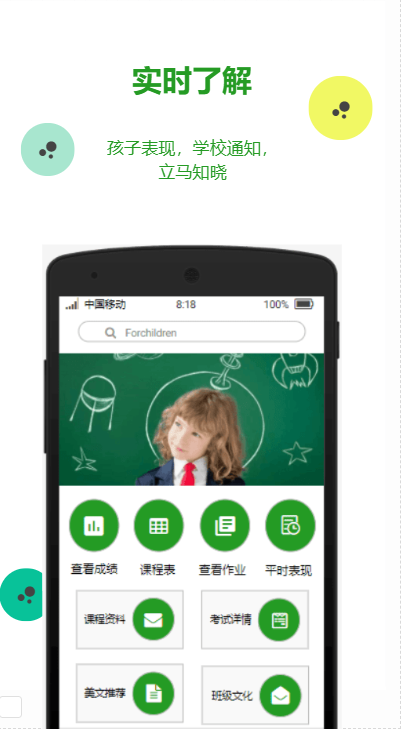 实时了解
孩子表现，学校通知，
立马知晓
中国移动 8:18 100%
Forchildren
查看成绩 课程表 查看作业 平时表现
课程资料 考试详情
美文推荐 班级文化